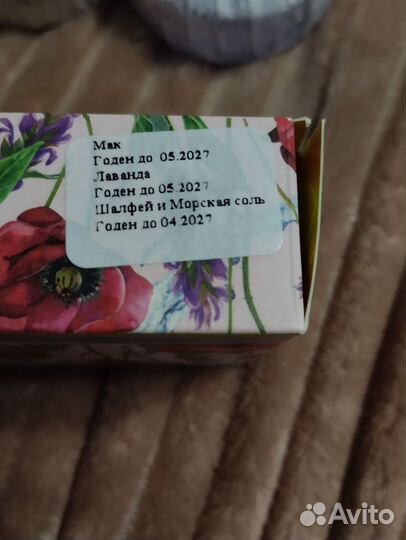 Мак
Годен до 05.2027
Лаванда
Годен до 05.2027
Шалфей и Морская соль
Годен до 04 2027
Avito